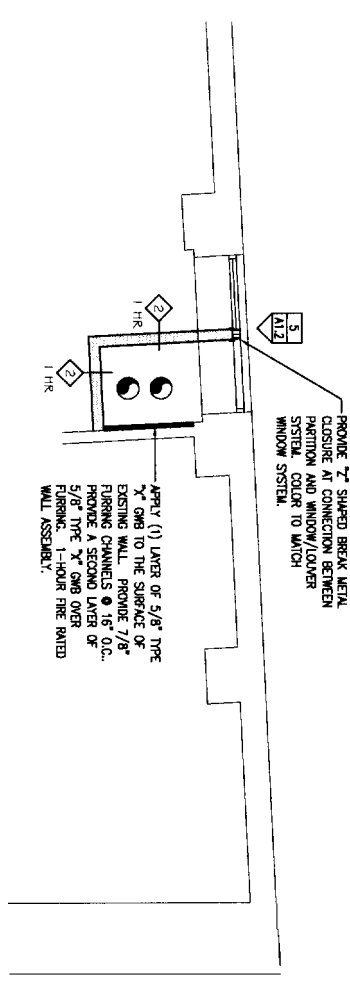 PROVIDE "Z" SHAPED BREAK METAL
CLOSURE AT CONNECTION BETWEEN
PARTITION AND WINDOW/LOUVER
SYSTEM. COLOR TO MATCH
WINDOW SYSTEM.
5
A1.2
2
1 HR
2
1 HR
APPLY (1) LAYER OF 5/8" TYPE
"X" GWB TO THE SURFACE OF
EXISTING WALL. PROVIDE 7/8"
FURRING CHANNELS @ 16" O.C..
PROVIDE A SECOND LAYER OF
5/8" TYPE "X" GWB OVER
FURRING. 1-HOUR FIRE RATED
WALL ASSEMBLY.